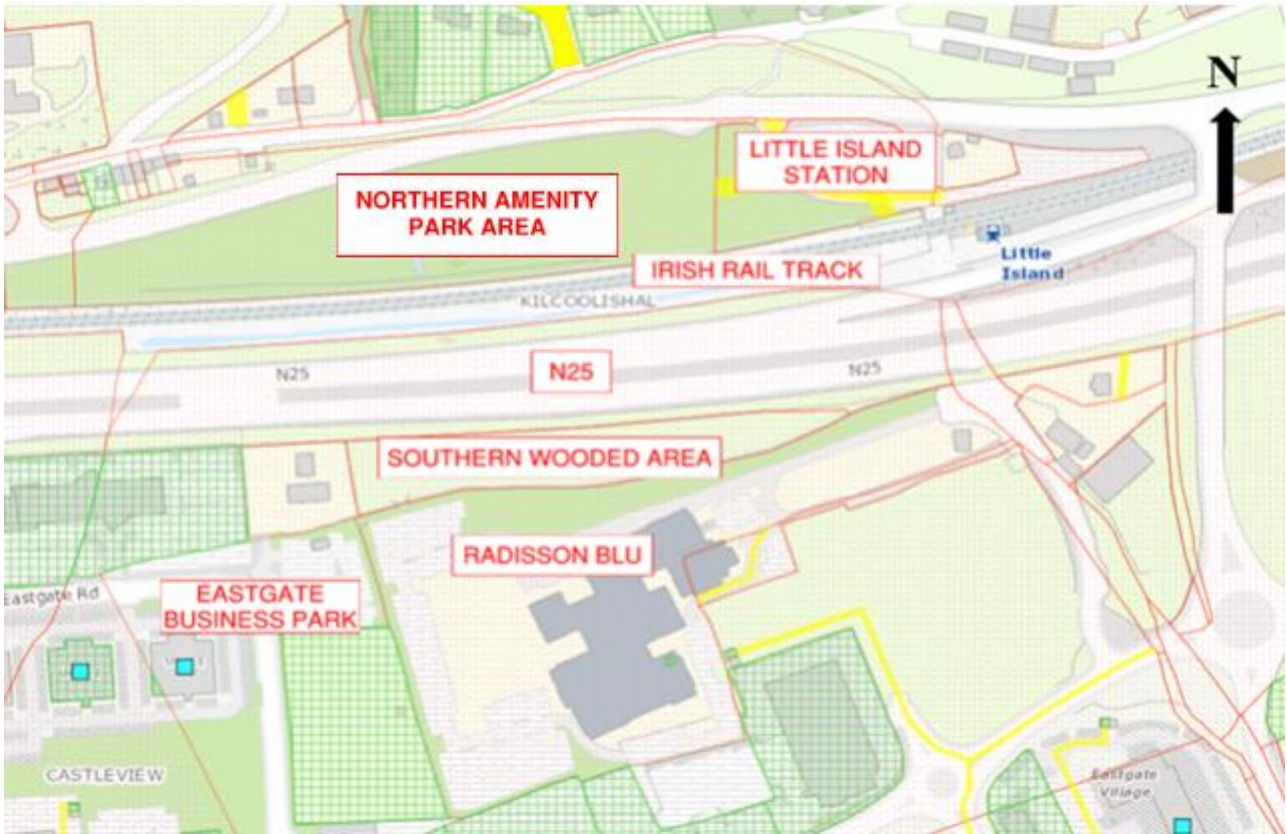 N
LITTLE ISLAND
STATION
NORTHERN AMENITY
PARK AREA
Little
Island
IRISH RAIL TRACK
KILCOOLISHAL
N25
N25
N25
SOUTHERN WOODED AREA
RADISSON BLU
EASTGATE
BUSINESS PARK
Eastgate Rd
CASTLEVIEW
Eastgate
Village